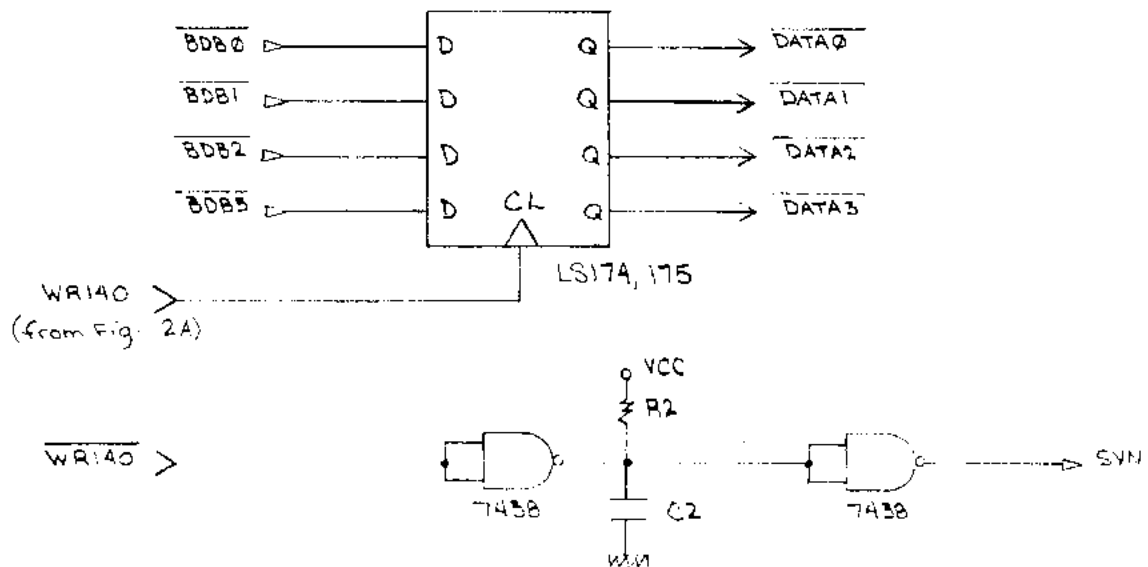 BDB0 D Q DATA0
BDB1 D Q DATA1
BDB2 D Q DATA2
BDB3 D Q DATA3
CL
LS174, 175
WR140
(from Fig. 2A)
VCC
R2
WR140
SYN
7438
C2
7438